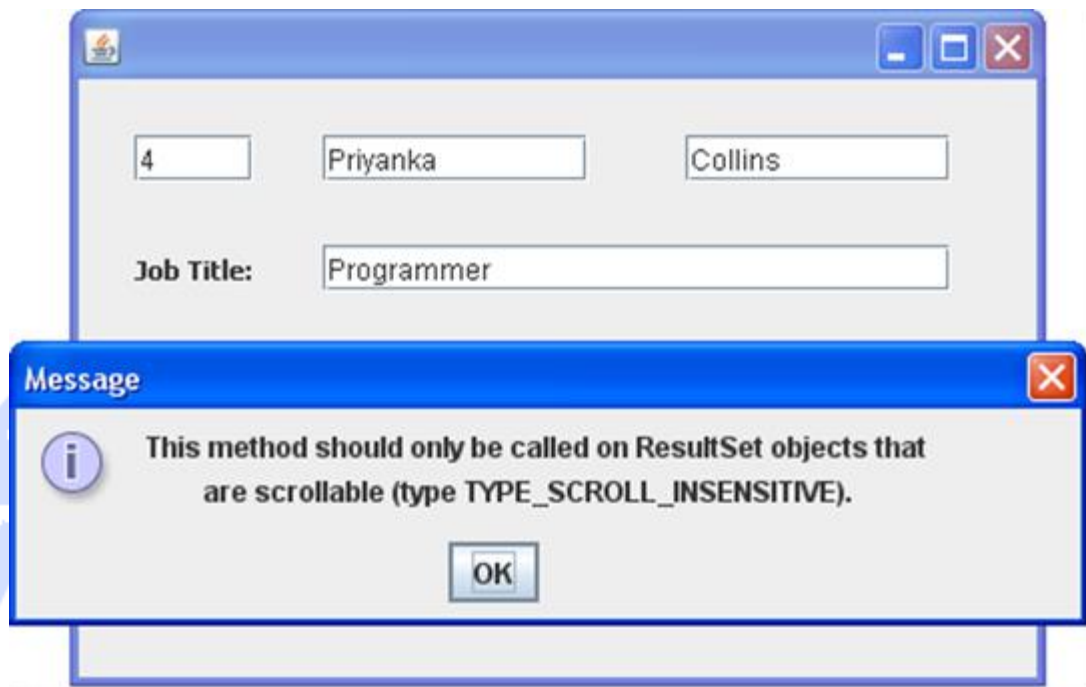 4 Priyanka Collins
Job Title: Programmer
Message
This method should only be called on ResultSet objects that
are scrollable (type TYPE_SCROLL_INSENSITIVE).
OK